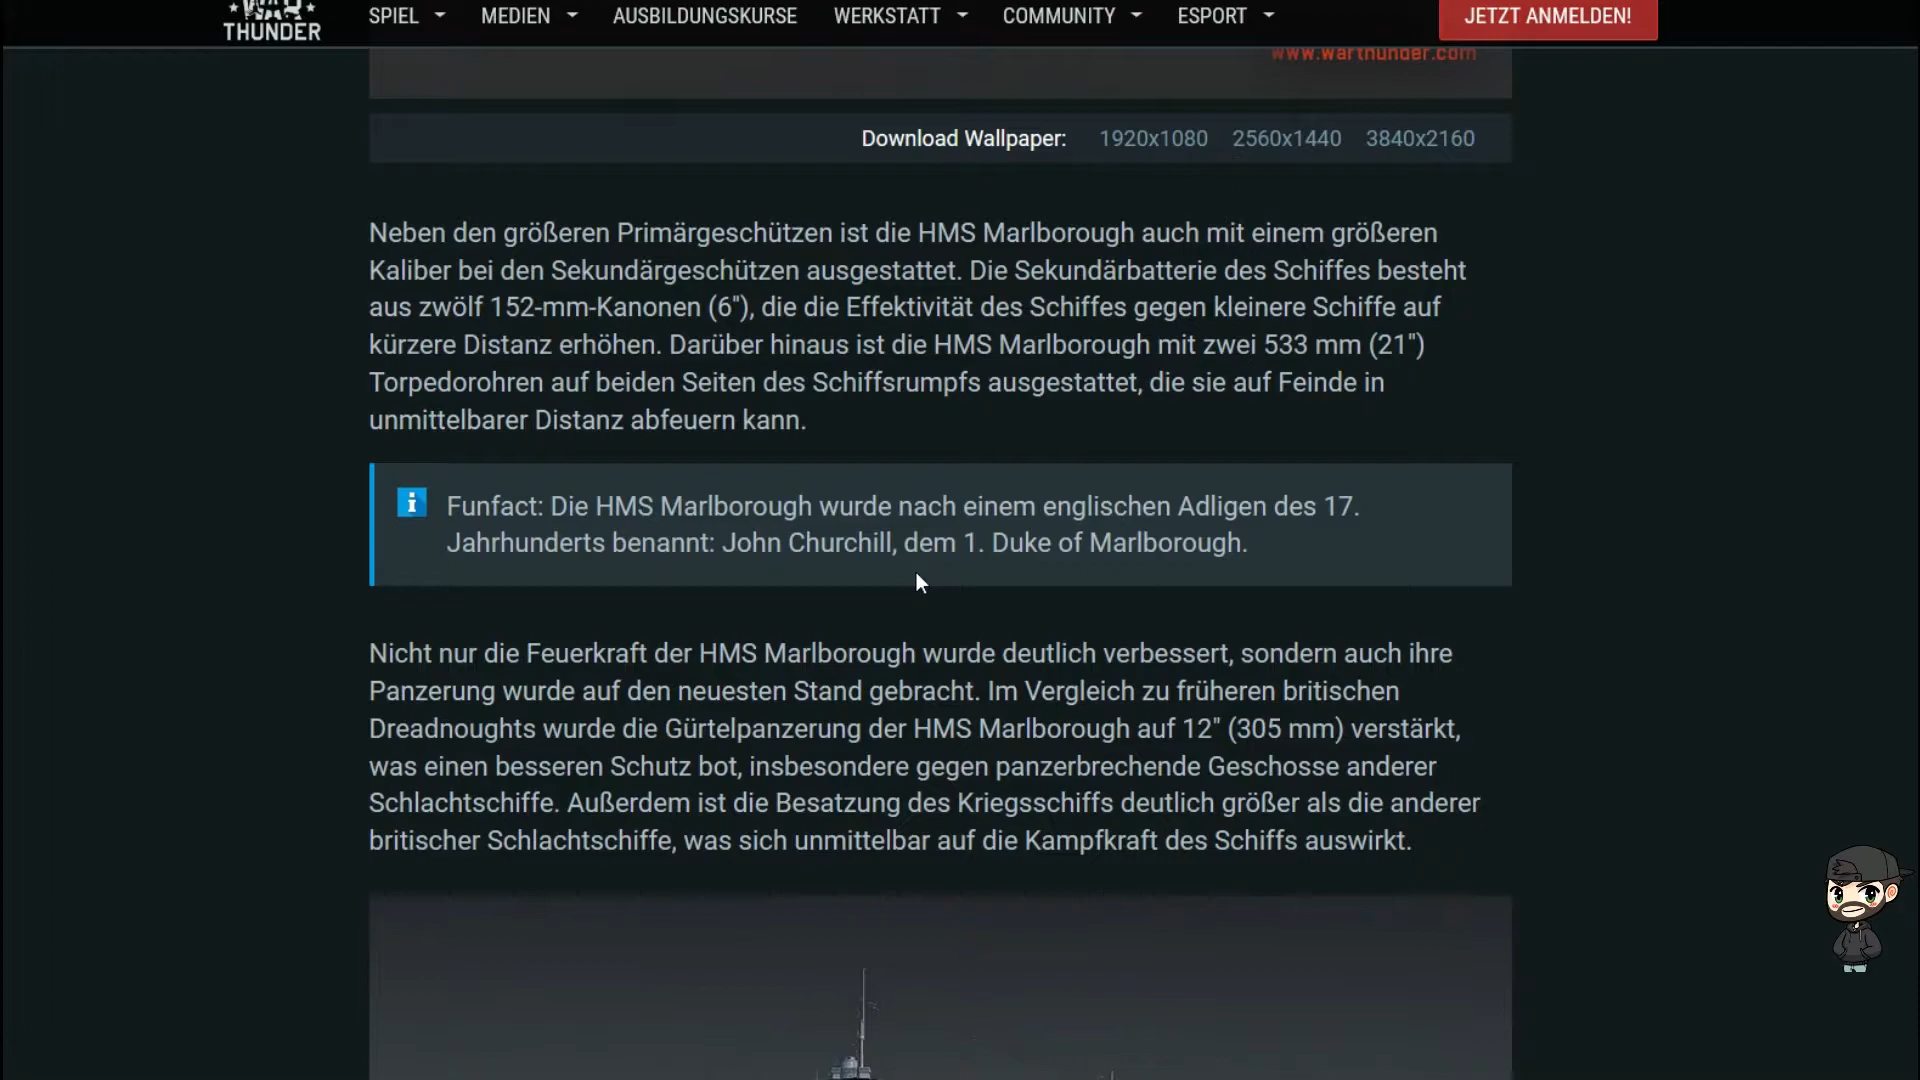 WAR
THUNDER
SPIEL
MEDIEN
AUSBILDUNGSKURSE
WERKSTATT
COMMUNITY
ESPORT
JETZT ANMELDEN!
www.warthunder.com
Download Wallpaper: 1920x1080 2560x1440 3840x2160
Neben den größeren Primärgeschützen ist die HMS Marlborough auch mit einem größeren
Kaliber bei den Sekundärgeschützen ausgestattet. Die Sekundärbatterie des Schiffes besteht
aus zwölf 152-mm-Kanonen (6"), die die Effektivität des Schiffes gegen kleinere Schiffe auf
kürzere Distanz erhöhen. Darüber hinaus ist die HMS Marlborough mit zwei 533 mm (21")
Torpedorohren auf beiden Seiten des Schiffsrumpfs ausgestattet, die sie auf Feinde in
unmittelbarer Distanz abfeuern kann.
Funfact: Die HMS Marlborough wurde nach einem englischen Adligen des 17.
Jahrhunderts benannt: John Churchill, dem 1. Duke of Marlborough.
Nicht nur die Feuerkraft der HMS Marlborough wurde deutlich verbessert, sondern auch ihre
Panzerung wurde auf den neuesten Stand gebracht. Im Vergleich zu früheren britischen
Dreadnoughts wurde die Gürtelpanzerung der HMS Marlborough auf 12" (305 mm) verstärkt,
was einen besseren Schutz bot, insbesondere gegen panzerbrechende Geschosse anderer
Schlachtschiffe. Außerdem ist die Besatzung des Kriegsschiffs deutlich größer als die anderer
britischer Schlachtschiffe, was sich unmittelbar auf die Kampfkraft des Schiffs auswirkt.